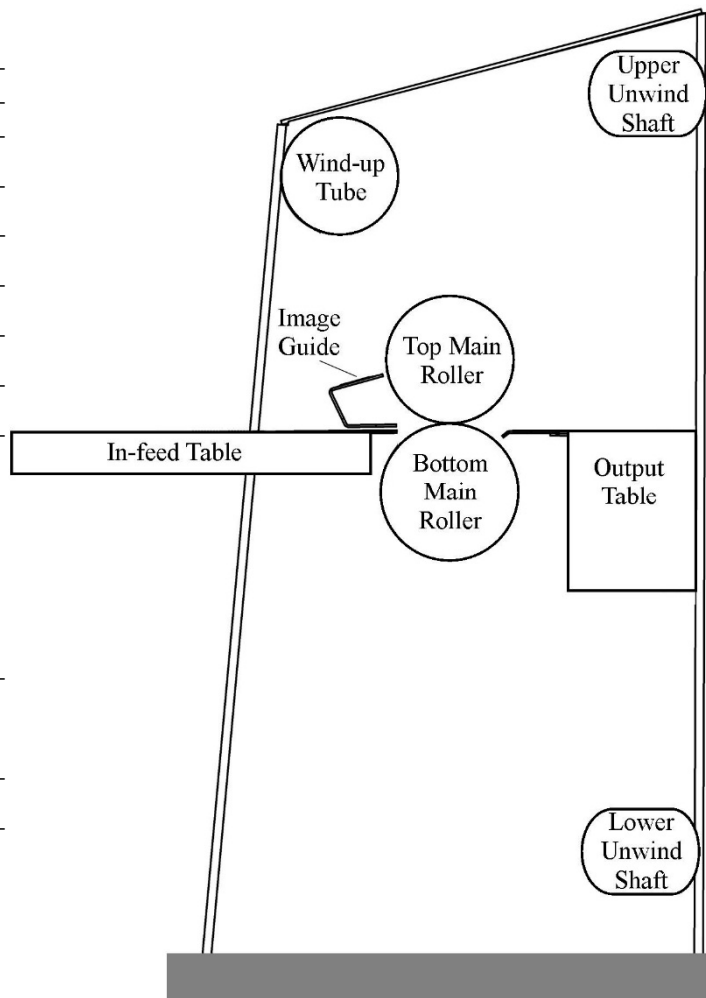 Upper
Unwind
Shaft
Wind-up
Tube
Image
Guide
Top Main
Roller
In-feed Table
Bottom
Main
Roller
Output
Table
Lower
Unwind
Shaft